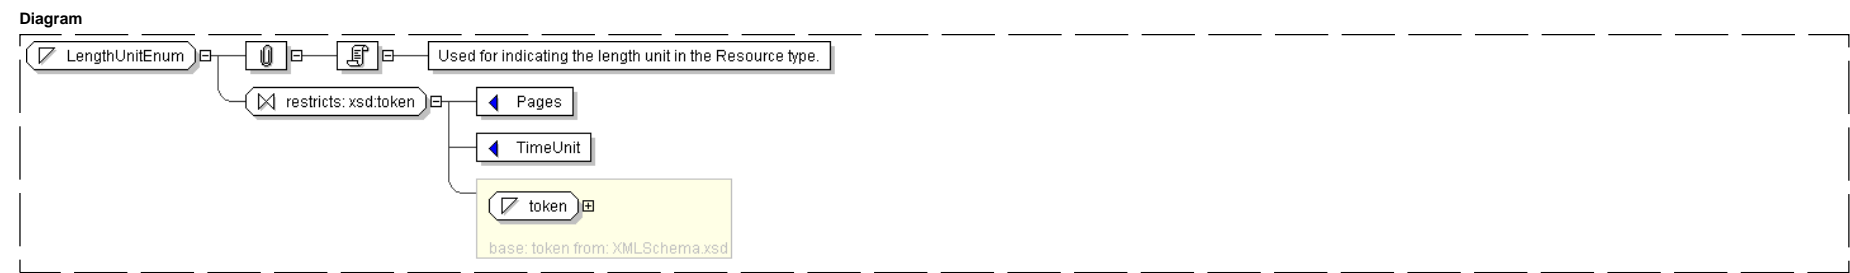 Diagram
LengthUnitEnum
Used for indicating the length unit in the Resource type.
restricts: xsd:token
Pages
TimeUnit
token
base: token from: XMLSchema.xsd